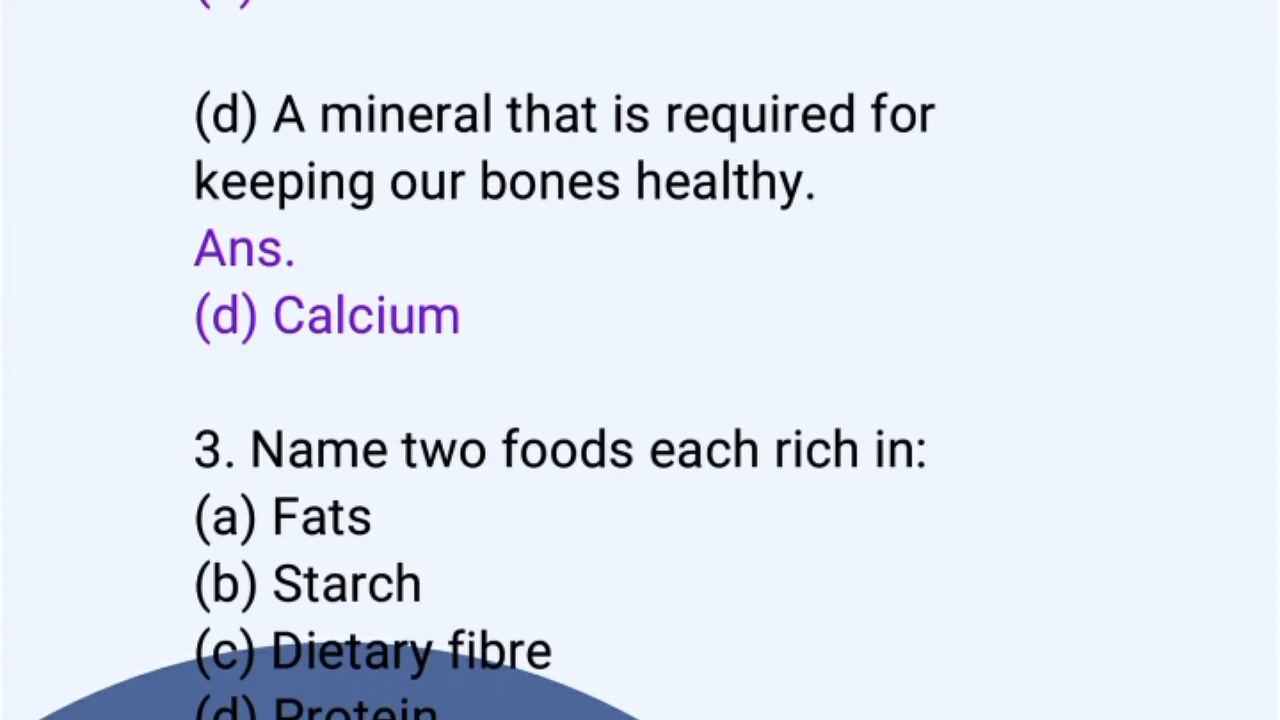 (d) A mineral that is required for
keeping our bones healthy.
Ans.
(d) Calcium
3. Name two foods each rich in:
(a) Fats
(b) Starch
(c) Dietary fibre
(d) Protein